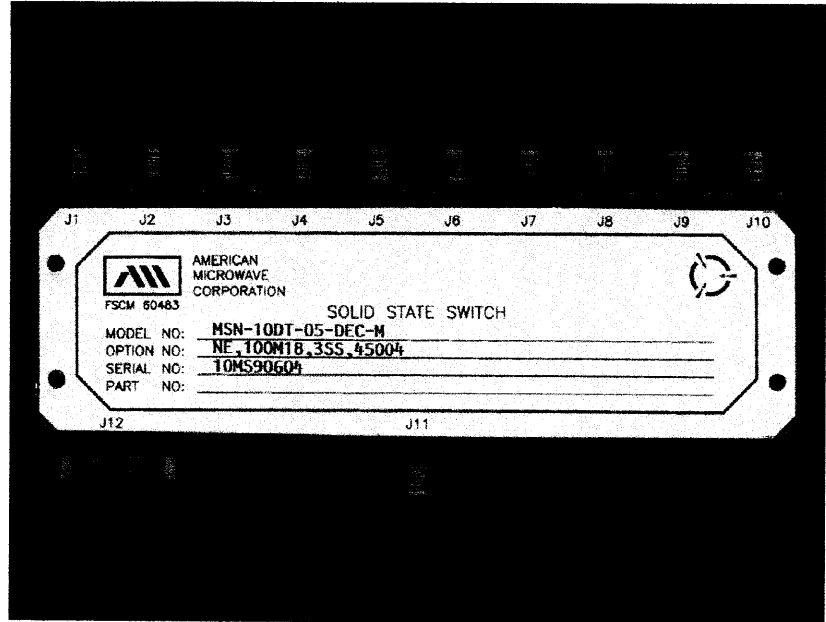 J1 J2 J3 J4 J5 J6 J7 J8 J9 J10
AMERICAN
MICROWAVE
CORPORATION
FSCM 60483
SOLID STATE SWITCH
MODEL NO: MSN-10DT-05-DEC-M
OPTION NO: NE,100M18,3SS,45004
SERIAL NO: 10MS90604
PART NO:
J12 J11